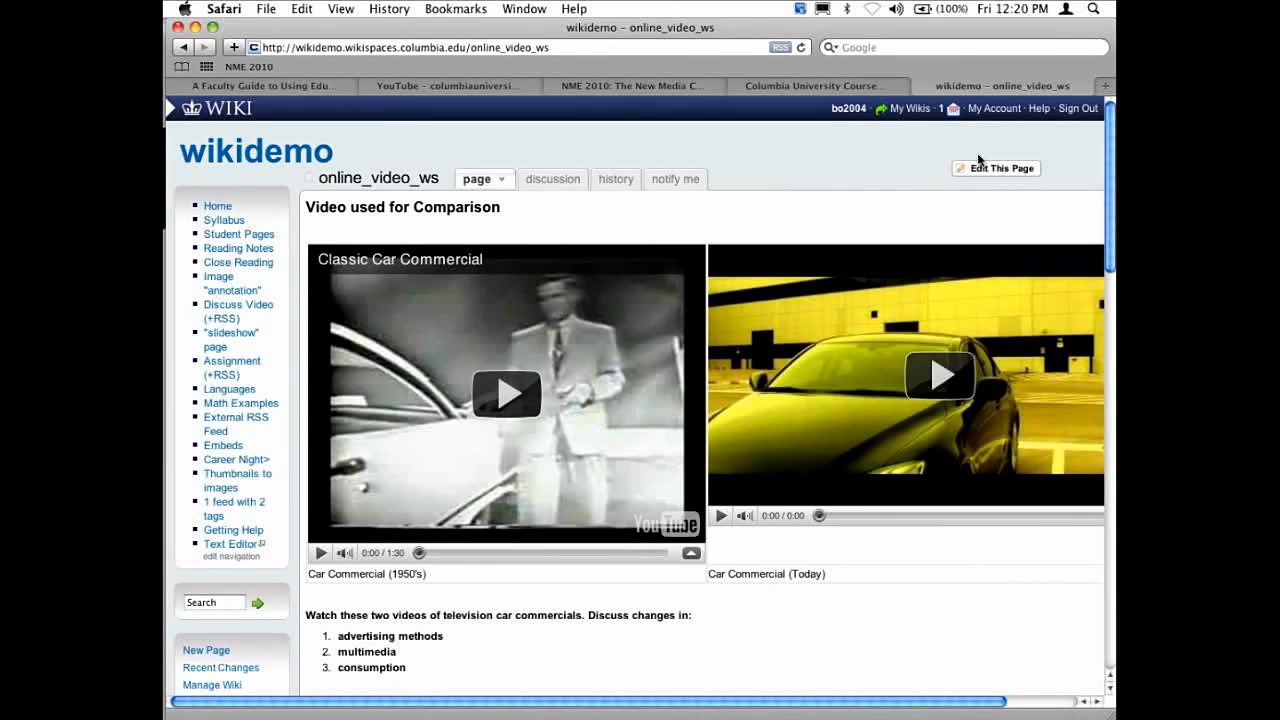 Safari File Edit View History Bookmarks Window Help (100%) Fri 12:20 PM
wikidemo – online_video_ws
http://wikidemo.wikispaces.columbia.edu/online_video_ws RSS Google
NME 2010
A Faculty Guide to Using Edu... YouTube – columbiauniversi... NME 2010: The New Media C... Columbia University Course... wikidemo – online_video_ws
WIKI bo2004 · My Wikis · 1 · My Account · Help · Sign Out
wikidemo
Edit This Page
online_video_ws page discussion history notify me
Home
Syllabus
Student Pages
Reading Notes
Close Reading
Image
"annotation"
Discuss Video
(+RSS)
"slideshow"
page
Assignment
(+RSS)
Languages
Math Examples
External RSS
Feed
Embeds
Career Night>
Thumbnails to
images
1 feed with 2
tags
Getting Help
Text Editor
edit navigation
Search
New Page
Recent Changes
Manage Wiki
Video used for Comparison
Classic Car Commercial
YouTube
0:00 / 1:30
0:00 / 0:00
Car Commercial (1950's) Car Commercial (Today)
Watch these two videos of television car commercials. Discuss changes in:
1. advertising methods
2. multimedia
3. consumption